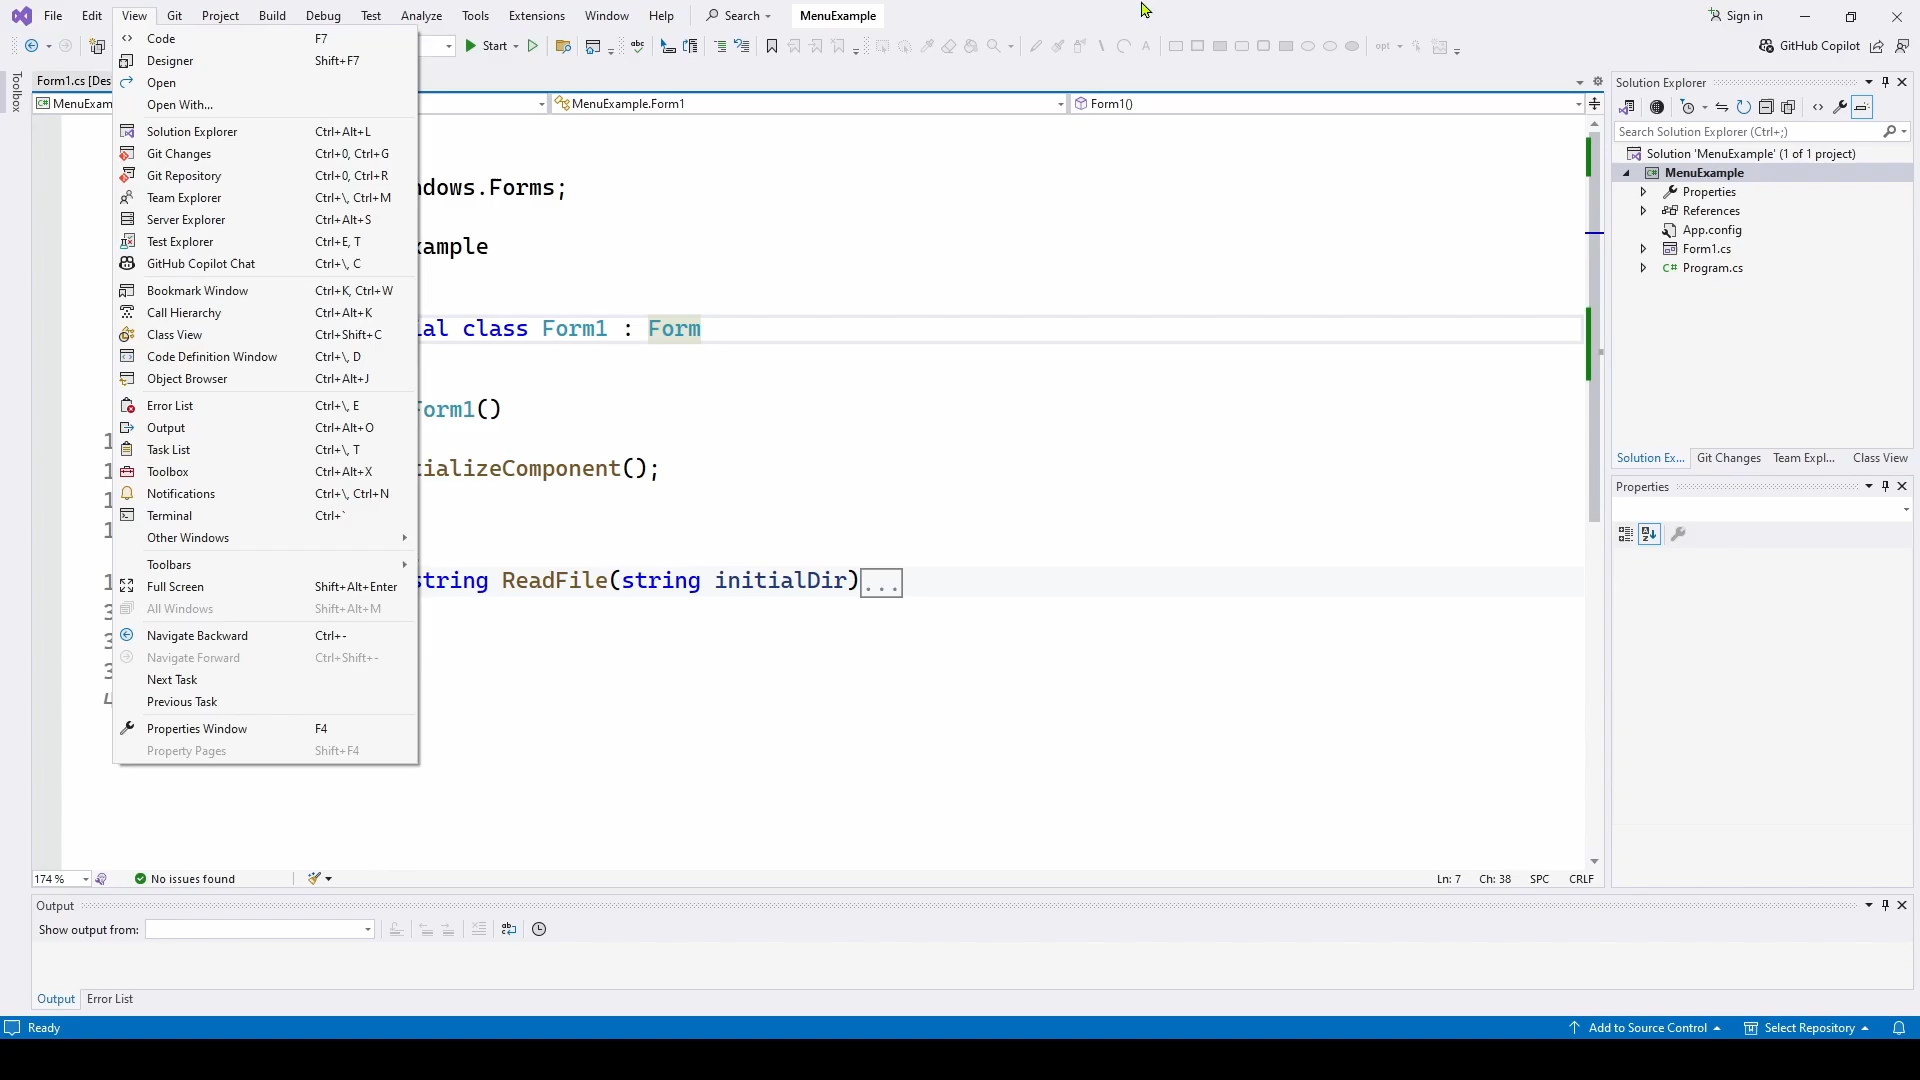 File Edit View Git Project Build Debug Test Analyze Tools Extensions Window Help Search MenuExample Sign in
Start GitHub Copilot
Toolbox
Form1.cs [Des
MenuExam MenuExample.Form1 Form1()
Code F7
Designer Shift+F7
Open
Open With...
Solution Explorer Ctrl+Alt+L
Git Changes Ctrl+0, Ctrl+G
Git Repository Ctrl+0, Ctrl+R
Team Explorer Ctrl+\, Ctrl+M
Server Explorer Ctrl+Alt+S
Test Explorer Ctrl+E, T
GitHub Copilot Chat Ctrl+\, C
Bookmark Window Ctrl+K, Ctrl+W
Call Hierarchy Ctrl+Alt+K
Class View Ctrl+Shift+C
Code Definition Window Ctrl+\, D
Object Browser Ctrl+Alt+J
Error List Ctrl+\, E
Output Ctrl+Alt+O
Task List Ctrl+\, T
Toolbox Ctrl+Alt+X
Notifications Ctrl+\, Ctrl+N
Terminal Ctrl+`
Other Windows
Toolbars
Full Screen Shift+Alt+Enter
All Windows Shift+Alt+M
Navigate Backward Ctrl+-
Navigate Forward Ctrl+Shift+-
Next Task
Previous Task
Properties Window F4
Property Pages Shift+F4
ndows.Forms;
ample
ial class Form1 : Form
Form1()
tializeComponent();
string ReadFile(string initialDir)...
174 % No issues found Ln: 7 Ch: 38 SPC CRLF
Solution Explorer
Search Solution Explorer (Ctrl+;)
Solution 'MenuExample' (1 of 1 project)
MenuExample
Properties
References
App.config
Form1.cs
C# Program.cs
Solution Ex... Git Changes Team Expl... Class View
Properties
Output
Show output from:
Output Error List
Ready Add to Source Control Select Repository